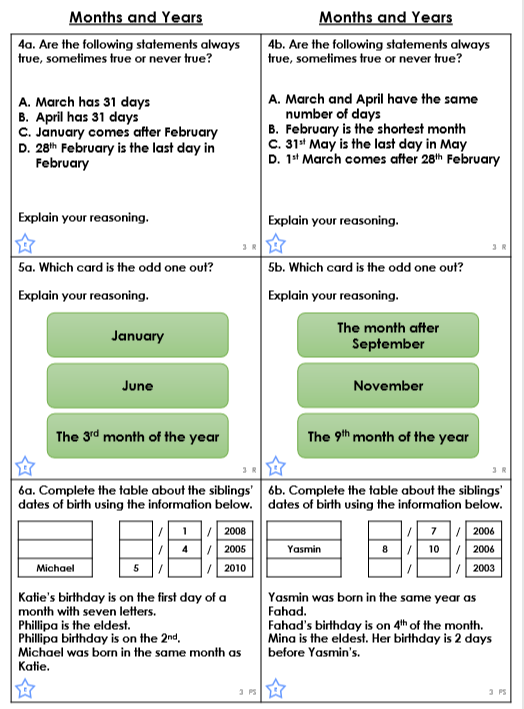 Months and Years
4a. Are the following statements always
true, sometimes true or never true?
A. March has 31 days
B. April has 31 days
C. January comes after February
D. 28th February is the last day in
February
Explain your reasoning.
3 R
Months and Years
4b. Are the following statements always
true, sometimes true or never true?
A. March and April have the same
number of days
B. February is the shortest month
C. 31st May is the last day in May
D. 1st March comes after 28th February
Explain your reasoning.
3 R
5a. Which card is the odd one out?
Explain your reasoning.
January
June
The 3rd month of the year
3 R
5b. Which card is the odd one out?
Explain your reasoning.
The month after
September
November
The 9th month of the year
3 R
6a. Complete the table about the siblings'
dates of birth using the information below.
/ 1 / 2008
/ 4 / 2005
Michael 5 / / 2010
Katie's birthday is on the first day of a
month with seven letters.
Phillipa is the eldest.
Phillipa birthday is on the 2nd.
Michael was born in the same month as
Katie.
3 PS
6b. Complete the table about the siblings'
dates of birth using the information below.
/ 7 / 2006
Yasmin 8 / 10 / 2006
/ / 2003
Yasmin was born in the same year as
Fahad.
Fahad's birthday is on 4th of the month.
Mina is the eldest. Her birthday is 2 days
before Yasmin's.
3 PS